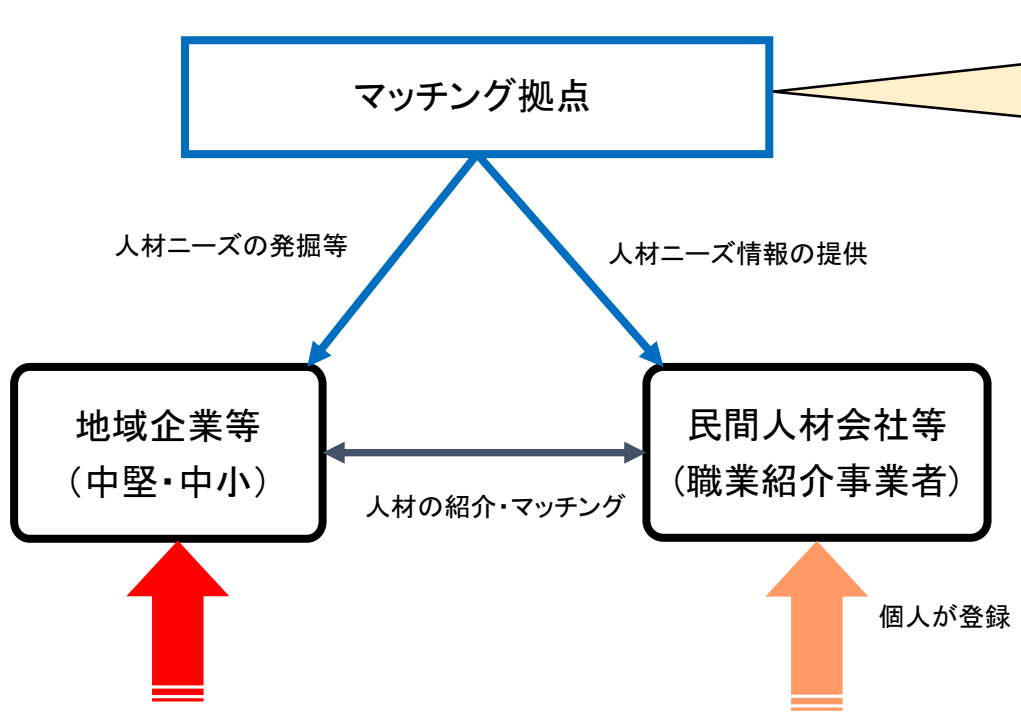 マッチング拠点
人材ニーズの発掘等
人材ニーズ情報の提供
地域企業等
（中堅・中小）
民間人材会社等
（職業紹介事業者）
人材の紹介・マッチング
個人が登録